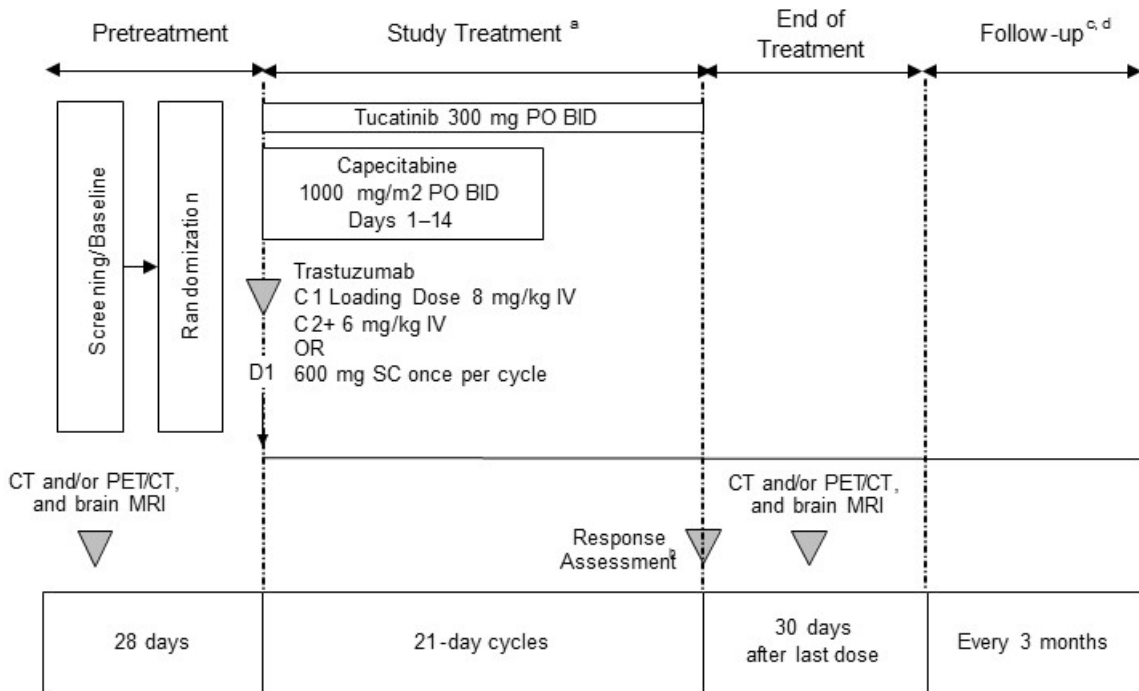 Pretreatment
Study Treatment a
End of
Treatment
Follow-up c, d
Screening/Baseline
Randomization
Tucatinib 300 mg PO BID
Capecitabine
1000 mg/m2 PO BID
Days 1–14
Trastuzumab
C1 Loading Dose 8 mg/kg IV
C2+ 6 mg/kg IV
OR
600 mg SC once per cycle
D1
CT and/or PET/CT,
and brain MRI
Response
Assessment b
CT and/or PET/CT,
and brain MRI
28 days
21-day cycles
30 days
after last dose
Every 3 months